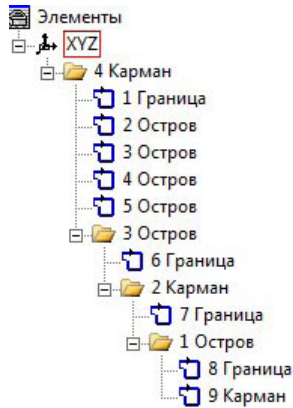 Элементы
XYZ
4 Карман
1 Граница
2 Остров
3 Остров
4 Остров
5 Остров
3 Остров
6 Граница
2 Карман
7 Граница
1 Остров
8 Граница
9 Карман